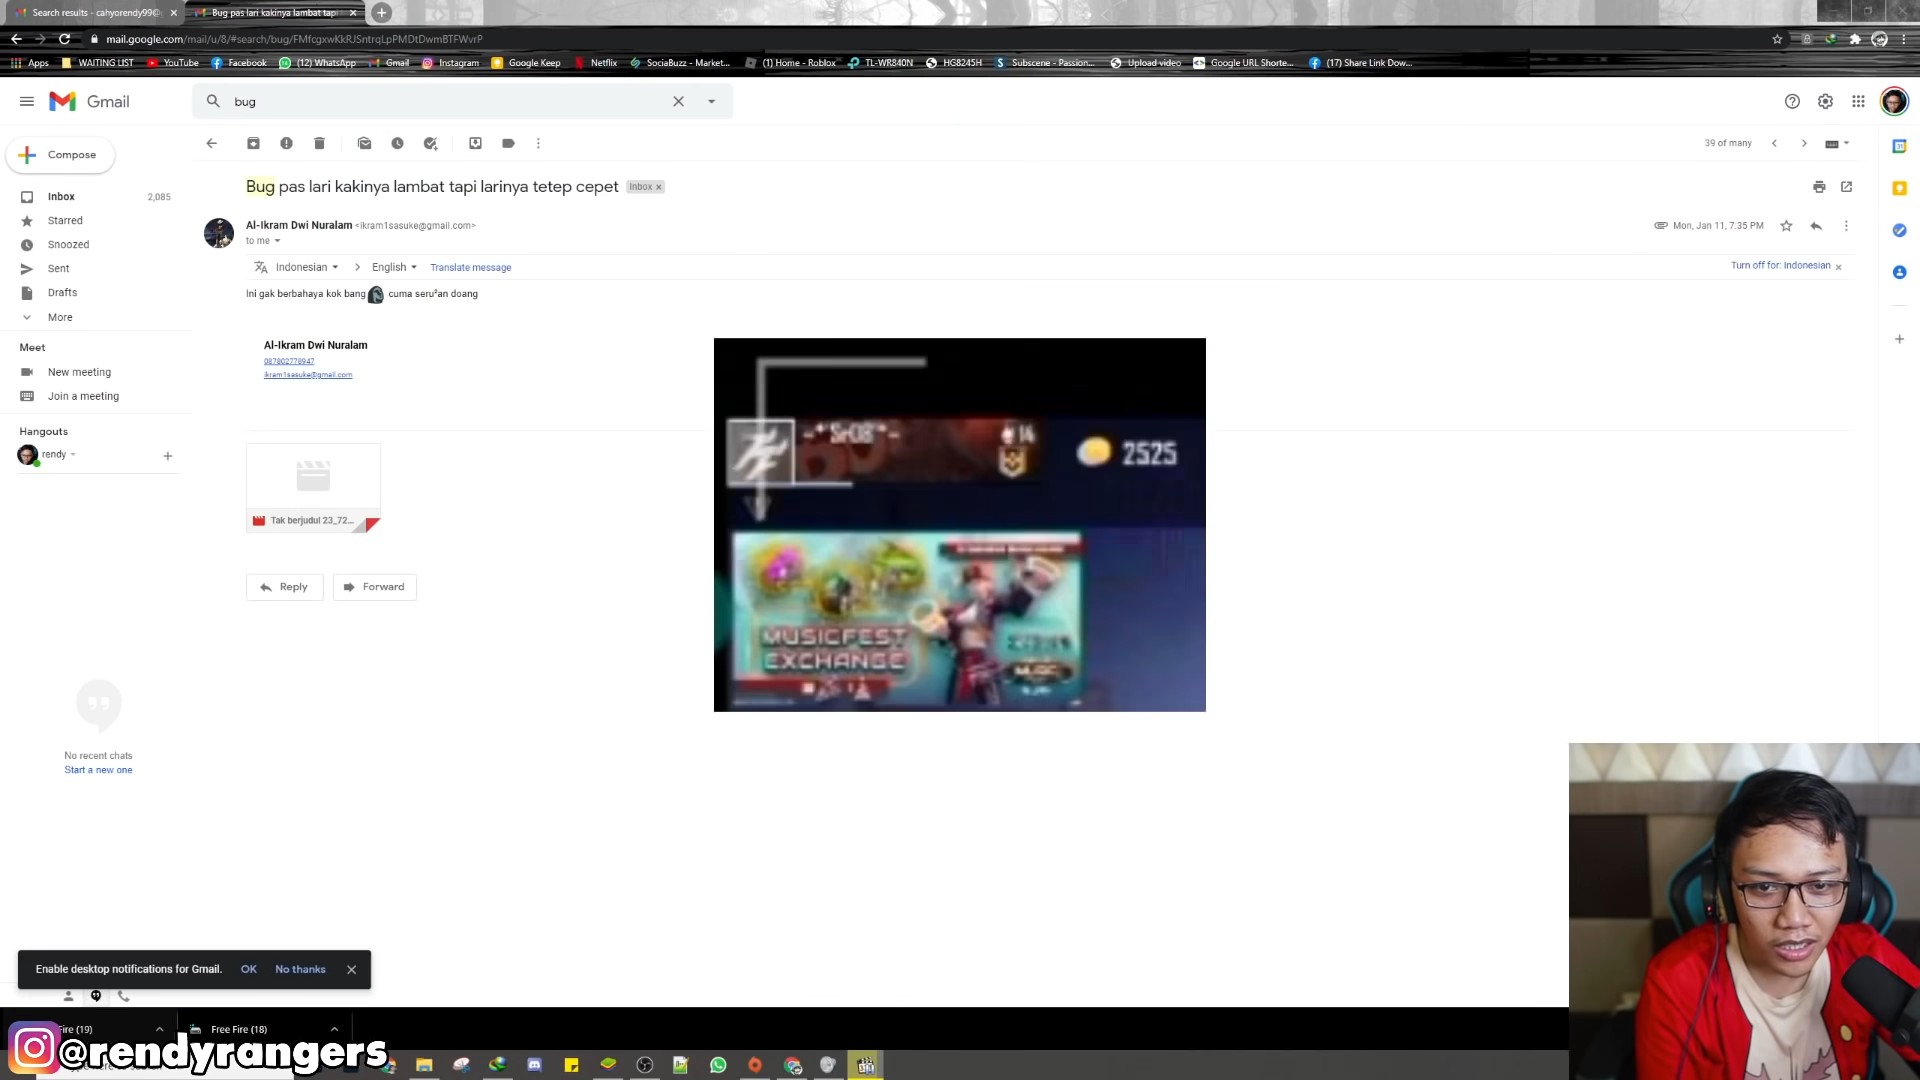 Search results - cahyorendy99@
Bug pas lari kakinya lambat tapi
mail.google.com/mail/u/8/#search/bug/FMfcgxwKkRJSntrqLpPMDtDwmBTFWvrP
Apps
WAITING LIST
YouTube
Facebook
(12) WhatsApp
Gmail
Instagram
Google Keep
Netflix
SociaBuzz - Market...
(1) Home - Roblox
TL-WR840N
HG8245H
Subscene - Passion...
Upload video
Google URL Shorte...
(17) Share Link Dow...
Gmail
bug
Compose
39 of many
Inbox 2,085
Starred
Snoozed
Sent
Drafts
More
Meet
New meeting
Join a meeting
Hangouts
rendy
No recent chats
Start a new one
Bug pas lari kakinya lambat tapi larinya tetep cepet Inbox x
Al-Ikram Dwi Nuralam <ikram1sasuke@gmail.com>
Mon, Jan 11, 7:35 PM
to me
Indonesian > English Translate message
Turn off for: Indonesian x
Ini gak berbahaya kok bang cuma seru²an doang
Al-Ikram Dwi Nuralam
087802778947
ikram1sasuke@gmail.com
Tak berjudul 23_72...
Reply
Forward
14
2525
MUSICFEST
EXCHANGE
Enable desktop notifications for Gmail. OK No thanks
Fire (19)
Free Fire (18)
@rendyrangers